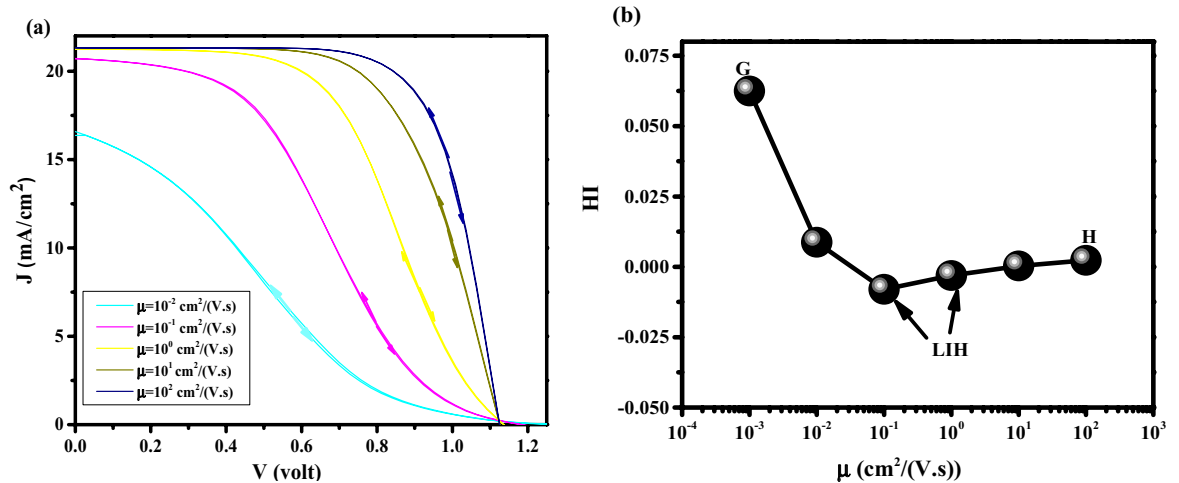 (a)
20
15
10
5
0
J (mA/cm²)
μ=10⁻² cm²/(V.s)
μ=10⁻¹ cm²/(V.s)
μ=10⁰ cm²/(V.s)
μ=10¹ cm²/(V.s)
μ=10² cm²/(V.s)
0.0 0.2 0.4 0.6 0.8 1.0 1.2
V (volt)
(b)
0.075
0.050
0.025
0.000
-0.025
-0.050
HI
G
H
LIH
10⁻⁴ 10⁻³ 10⁻² 10⁻¹ 10⁰ 10¹ 10² 10³
μ (cm²/(V.s))